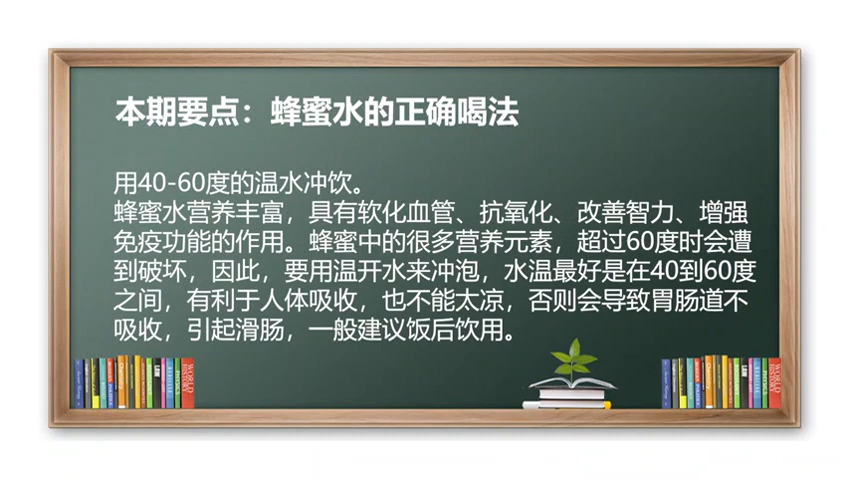 本期要点：蜂蜜水的正确喝法
用40-60度的温水冲饮。
蜂蜜水营养丰富，具有软化血管、抗氧化、改善智力、增强
免疫功能的作用。蜂蜜中的很多营养元素，超过60度时会遭
到破坏，因此，要用温开水来冲泡，水温最好是在40到60度
之间，有利于人体吸收，也不能太凉，否则会导致胃肠道不
吸收，引起滑肠，一般建议饭后饮用。
WORLD HISTORY
WORLD HISTORY